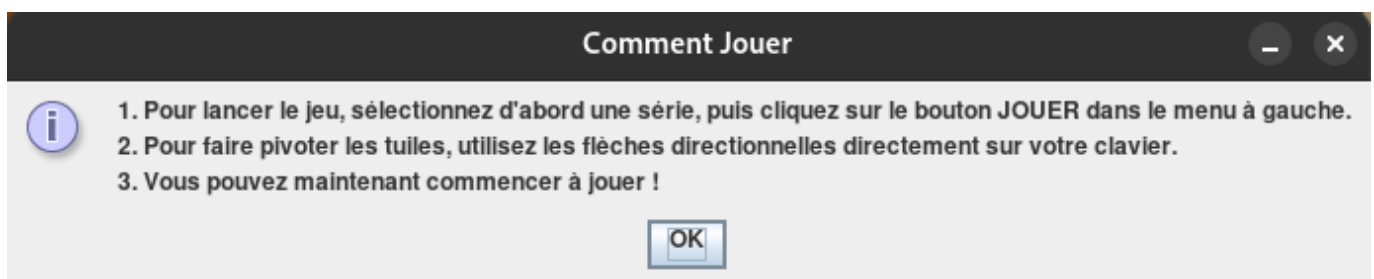 Comment Jouer
1. Pour lancer le jeu, sélectionnez d'abord une série, puis cliquez sur le bouton JOUER dans le menu à gauche.
2. Pour faire pivoter les tuiles, utilisez les flèches directionnelles directement sur votre clavier.
3. Vous pouvez maintenant commencer à jouer !
OK